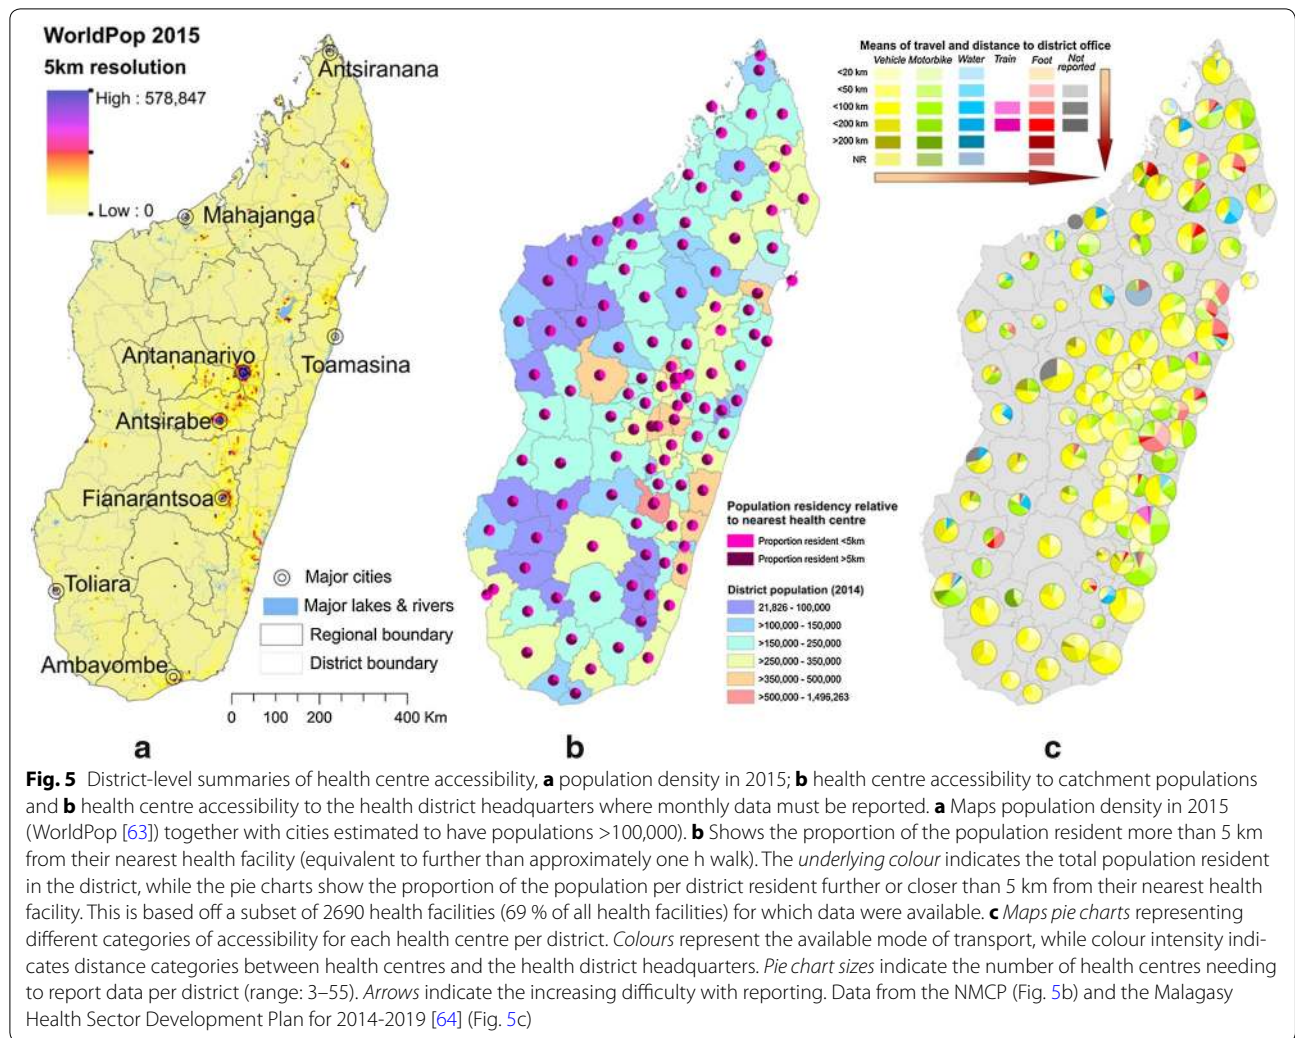 WorldPop 2015
5km resolution
High : 578,847
Low : 0
Antsiranana
Mahajanga
Antananarivo
Toamasina
Antsirabe
Fianarantsoa
Toliara
Ambavombe
Major cities
Major lakes & rivers
Regional boundary
District boundary
0 100 200 400 Km
a
Population residency relative
to nearest health centre
Proportion resident <5km
Proportion resident >5km
District population (2014)
21,826 - 100,000
>100,000 - 150,000
>150,000 - 250,000
>250,000 - 350,000
>350,000 - 500,000
>500,000 - 1,496,263
b
Means of travel and distance to district office
Vehicle Motorbike Water Train Foot Not reported
<20 km
<50 km
<100 km
<200 km
>200 km
NR
c
Fig. 5 District-level summaries of health centre accessibility, a population density in 2015; b health centre accessibility to catchment populations
and b health centre accessibility to the health district headquarters where monthly data must be reported. a Maps population density in 2015
(WorldPop [63]) together with cities estimated to have populations >100,000). b Shows the proportion of the population resident more than 5 km
from their nearest health facility (equivalent to further than approximately one h walk). The underlying colour indicates the total population resident
in the district, while the pie charts show the proportion of the population per district resident further or closer than 5 km from their nearest health
facility. This is based off a subset of 2690 health facilities (69 % of all health facilities) for which data were available. c Maps pie charts representing
different categories of accessibility for each health centre per district. Colours represent the available mode of transport, while colour intensity indi-
cates distance categories between health centres and the health district headquarters. Pie chart sizes indicate the number of health centres needing
to report data per district (range: 3–55). Arrows indicate the increasing difficulty with reporting. Data from the NMCP (Fig. 5b) and the Malagasy
Health Sector Development Plan for 2014-2019 [64] (Fig. 5c)